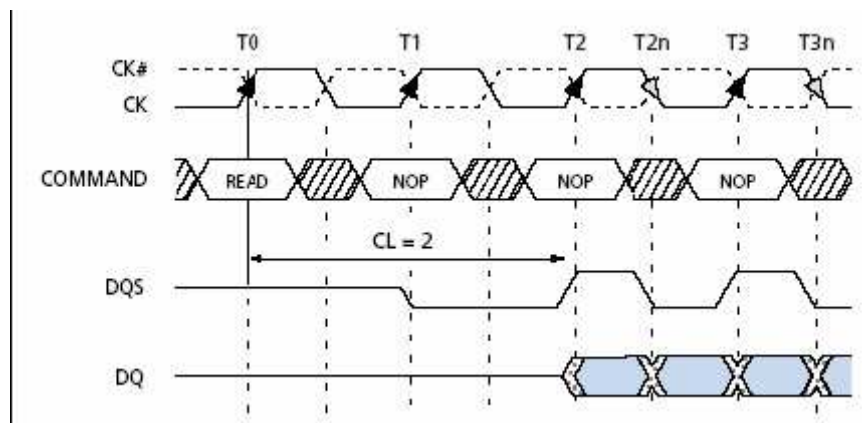 T0 T1 T2 T2n T3 T3n
CK#
CK
COMMAND READ NOP NOP NOP
CL = 2
DQS
DQ